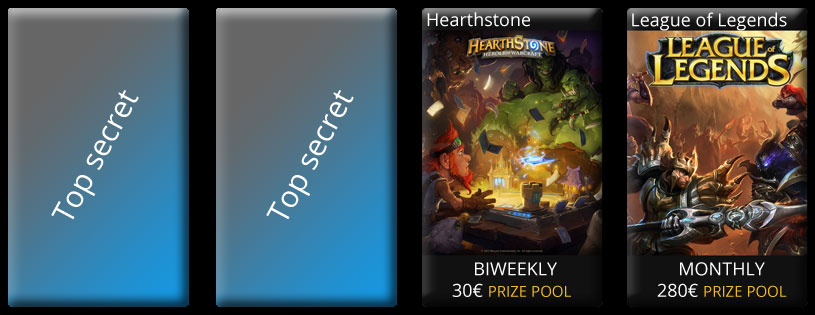 Top secret
Top secret
Hearthstone
HEARTHSTONE
HEROES OF WARCRAFT
BIWEEKLY
30€ PRIZE POOL
League of Legends
LEAGUE of
LEGENDS
MONTHLY
280€ PRIZE POOL